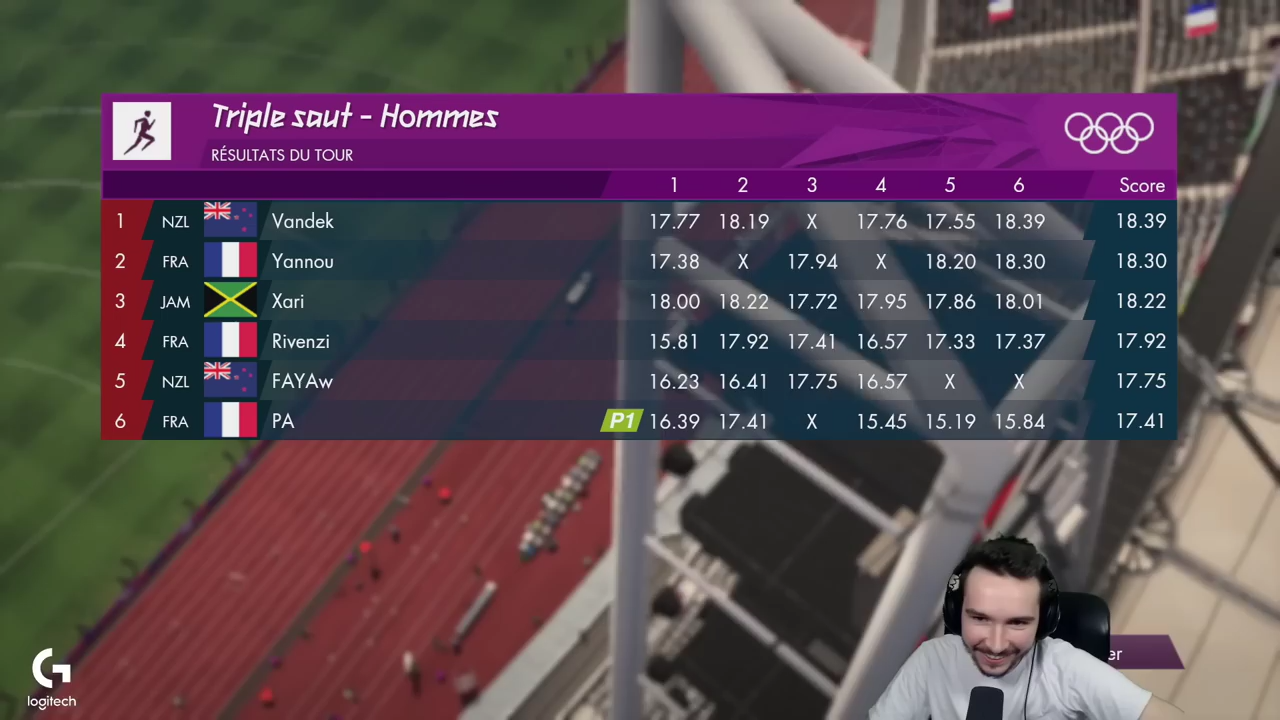 Triple saut - Hommes
RÉSULTATS DU TOUR
1 2 3 4 5 6 Score
1 NZL Vandek 17.77 18.19 X 17.76 17.55 18.39 18.39
2 FRA Yannou 17.38 X 17.94 X 18.20 18.30 18.30
3 JAM Xari 18.00 18.22 17.72 17.95 17.86 18.01 18.22
4 FRA Rivenzi 15.81 17.92 17.41 16.57 17.33 17.37 17.92
5 NZL FAYAw 16.23 16.41 17.75 16.57 X X 17.75
6 FRA PA P1 16.39 17.41 X 15.45 15.19 15.84 17.41
er
logitech